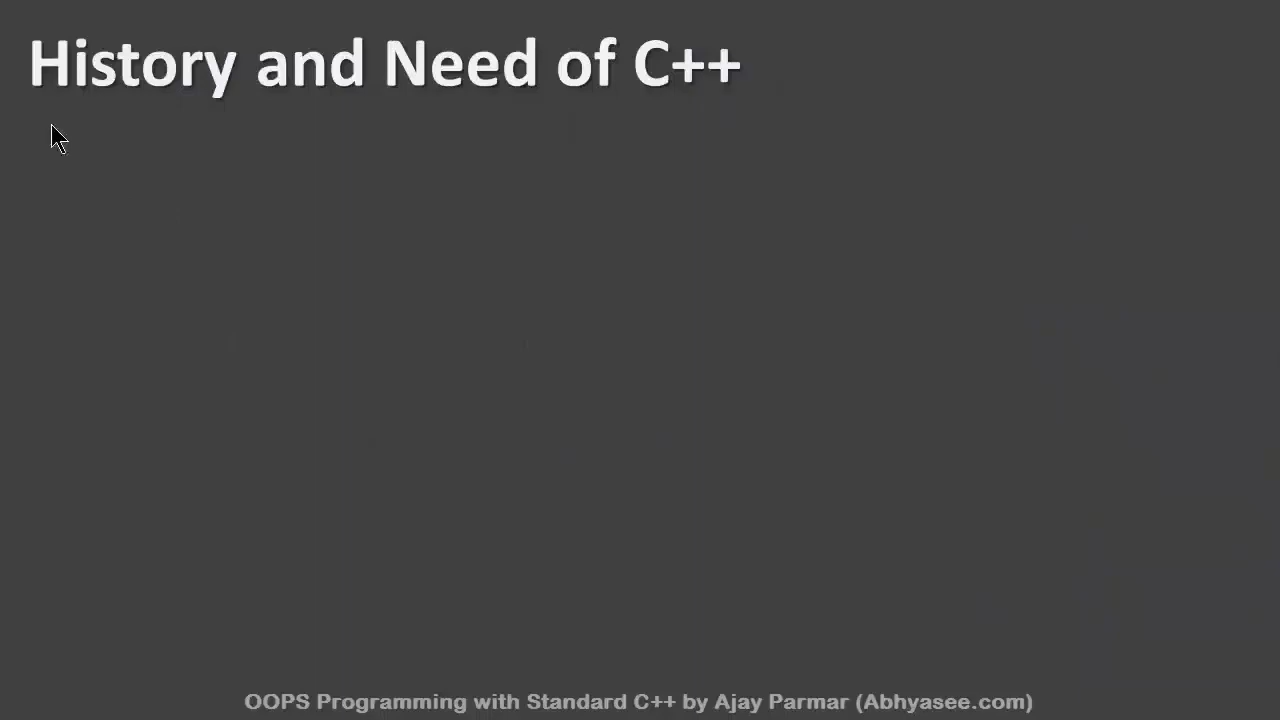 History and Need of C++
OOPS Programming with Standard C++ by Ajay Parmar (Abhyasee.com)